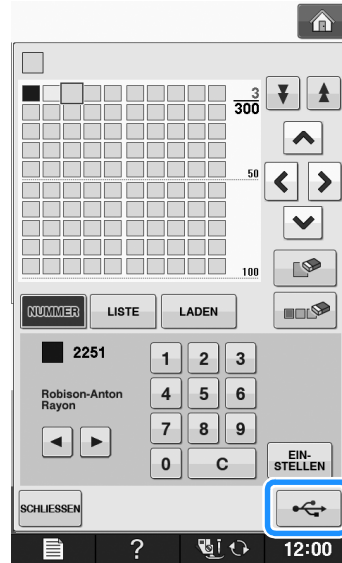 3
300
50
100
NUMMER LISTE LADEN
2251
Robison-Anton
Rayon
1 2 3
4 5 6
7 8 9
0 C
EIN-
STELLEN
SCHLIESSEN
? 12:00